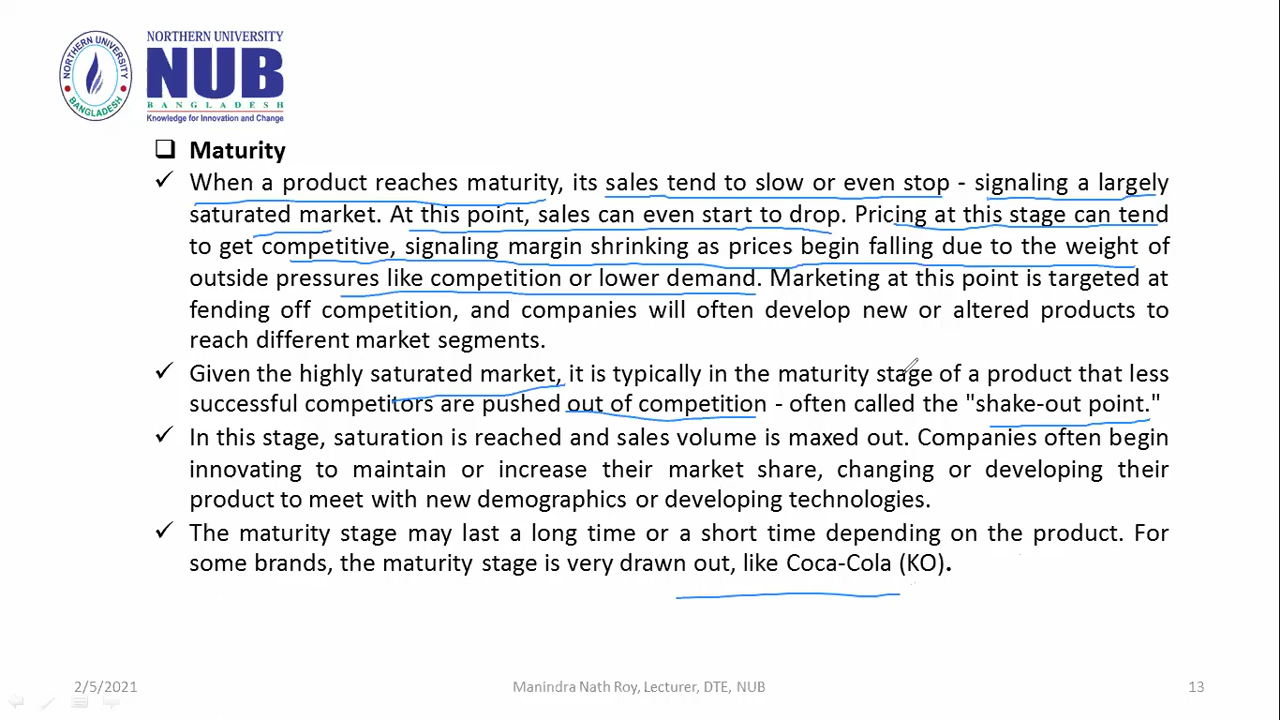 NORTHERN UNIVERSITY
BANGLADESH
NORTHERN UNIVERSITY
NUB
BANGLADESH
Knowledge for Innovation and Change
Maturity
When a product reaches maturity, its sales tend to slow or even stop - signaling a largely
saturated market. At this point, sales can even start to drop. Pricing at this stage can tend
to get competitive, signaling margin shrinking as prices begin falling due to the weight of
outside pressures like competition or lower demand. Marketing at this point is targeted at
fending off competition, and companies will often develop new or altered products to
reach different market segments.
Given the highly saturated market, it is typically in the maturity stage of a product that less
successful competitors are pushed out of competition - often called the "shake-out point."
In this stage, saturation is reached and sales volume is maxed out. Companies often begin
innovating to maintain or increase their market share, changing or developing their
product to meet with new demographics or developing technologies.
The maturity stage may last a long time or a short time depending on the product. For
some brands, the maturity stage is very drawn out, like Coca-Cola (KO).
2/5/2021
Manindra Nath Roy, Lecturer, DTE, NUB
13